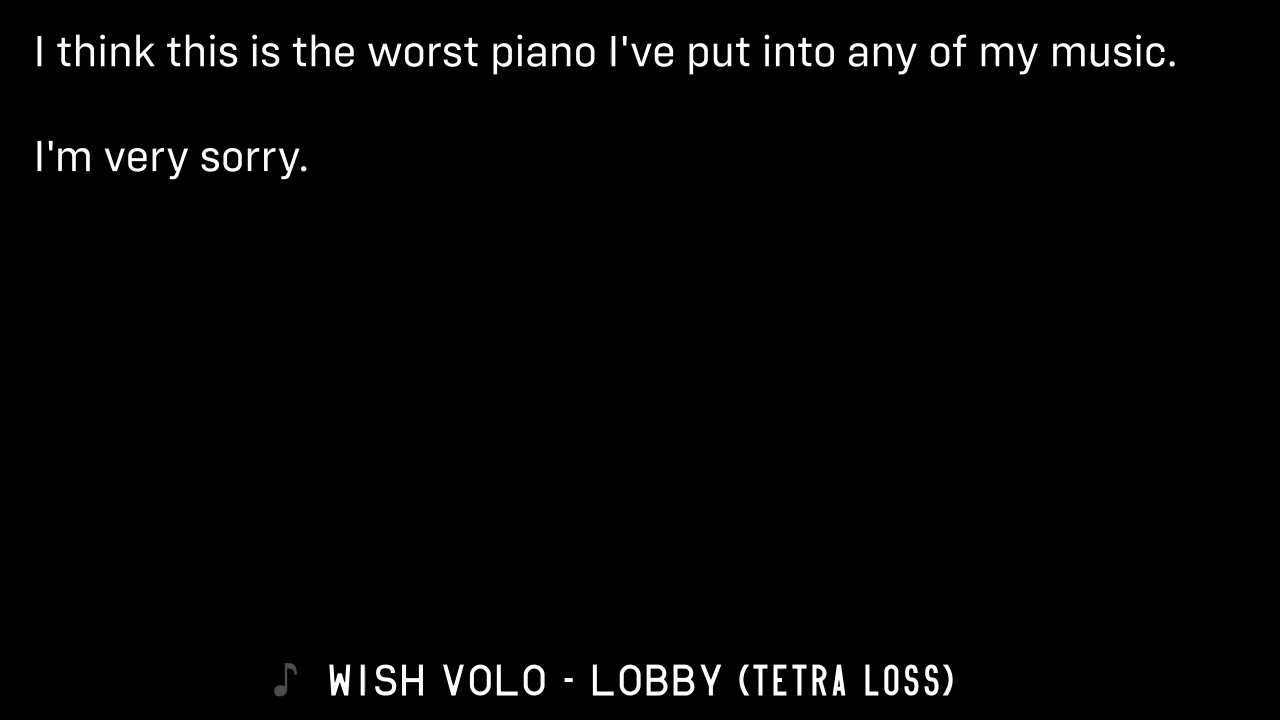 I think this is the worst piano I've put into any of my music.
I'm very sorry.
♪ WISH VOLO - LOBBY (TETRA LOSS)